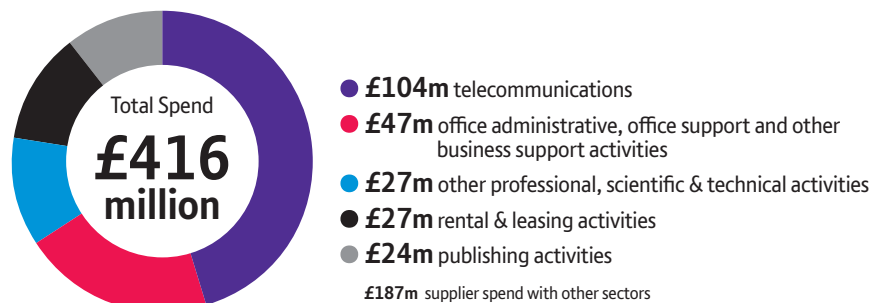 Total Spend
£416
million
£104m telecommunications
£47m office administrative, office support and other
business support activities
£27m other professional, scientific & technical activities
£27m rental & leasing activities
£24m publishing activities
£187m supplier spend with other sectors